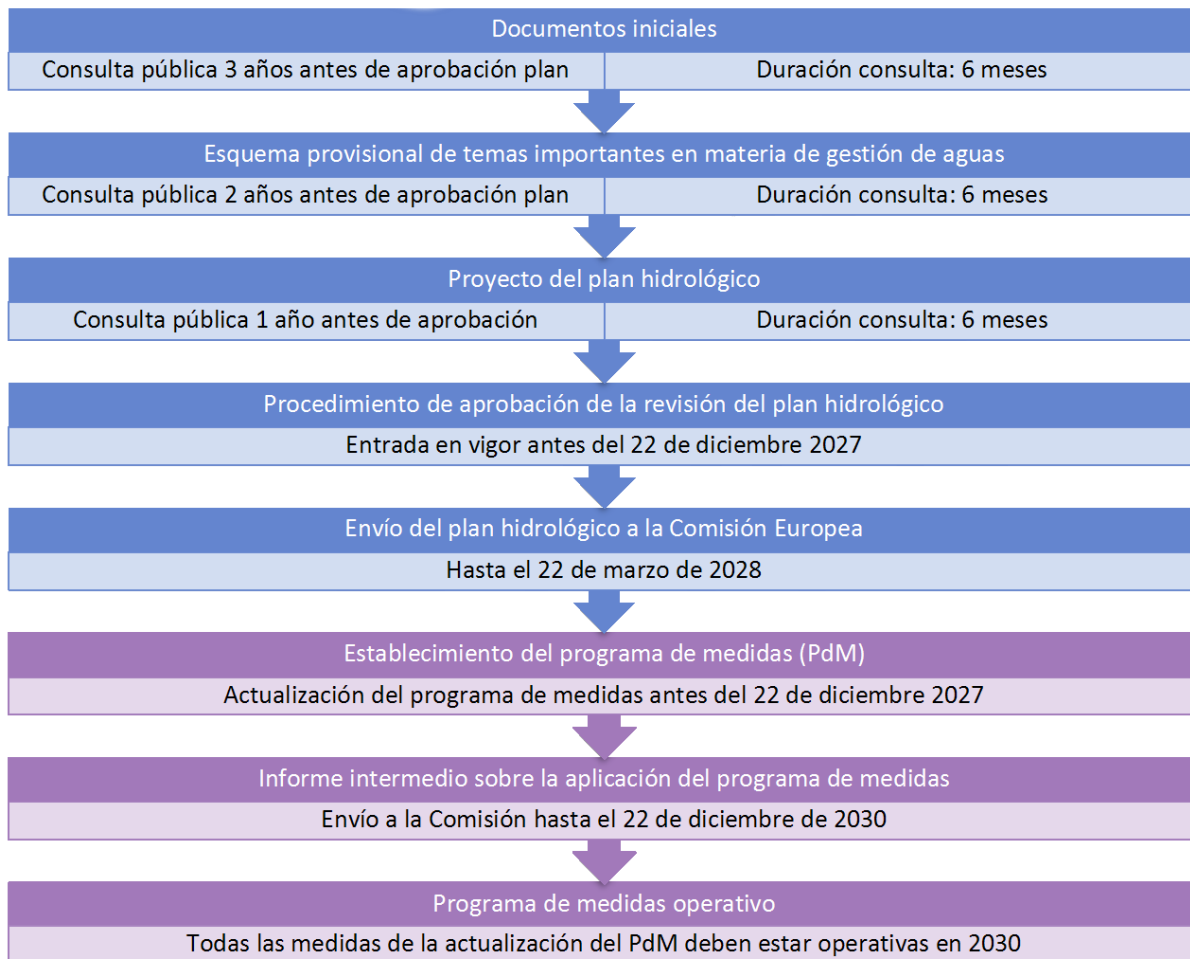 Documentos iniciales
Consulta pública 3 años antes de aprobación plan
Duración consulta: 6 meses
Esquema provisional de temas importantes en materia de gestión de aguas
Consulta pública 2 años antes de aprobación plan
Duración consulta: 6 meses
Proyecto del plan hidrológico
Consulta pública 1 año antes de aprobación
Duración consulta: 6 meses
Procedimiento de aprobación de la revisión del plan hidrológico
Entrada en vigor antes del 22 de diciembre 2027
Envío del plan hidrológico a la Comisión Europea
Hasta el 22 de marzo de 2028
Establecimiento del programa de medidas (PdM)
Actualización del programa de medidas antes del 22 de diciembre 2027
Informe intermedio sobre la aplicación del programa de medidas
Envío a la Comisión hasta el 22 de diciembre de 2030
Programa de medidas operativo
Todas las medidas de la actualización del PdM deben estar operativas en 2030